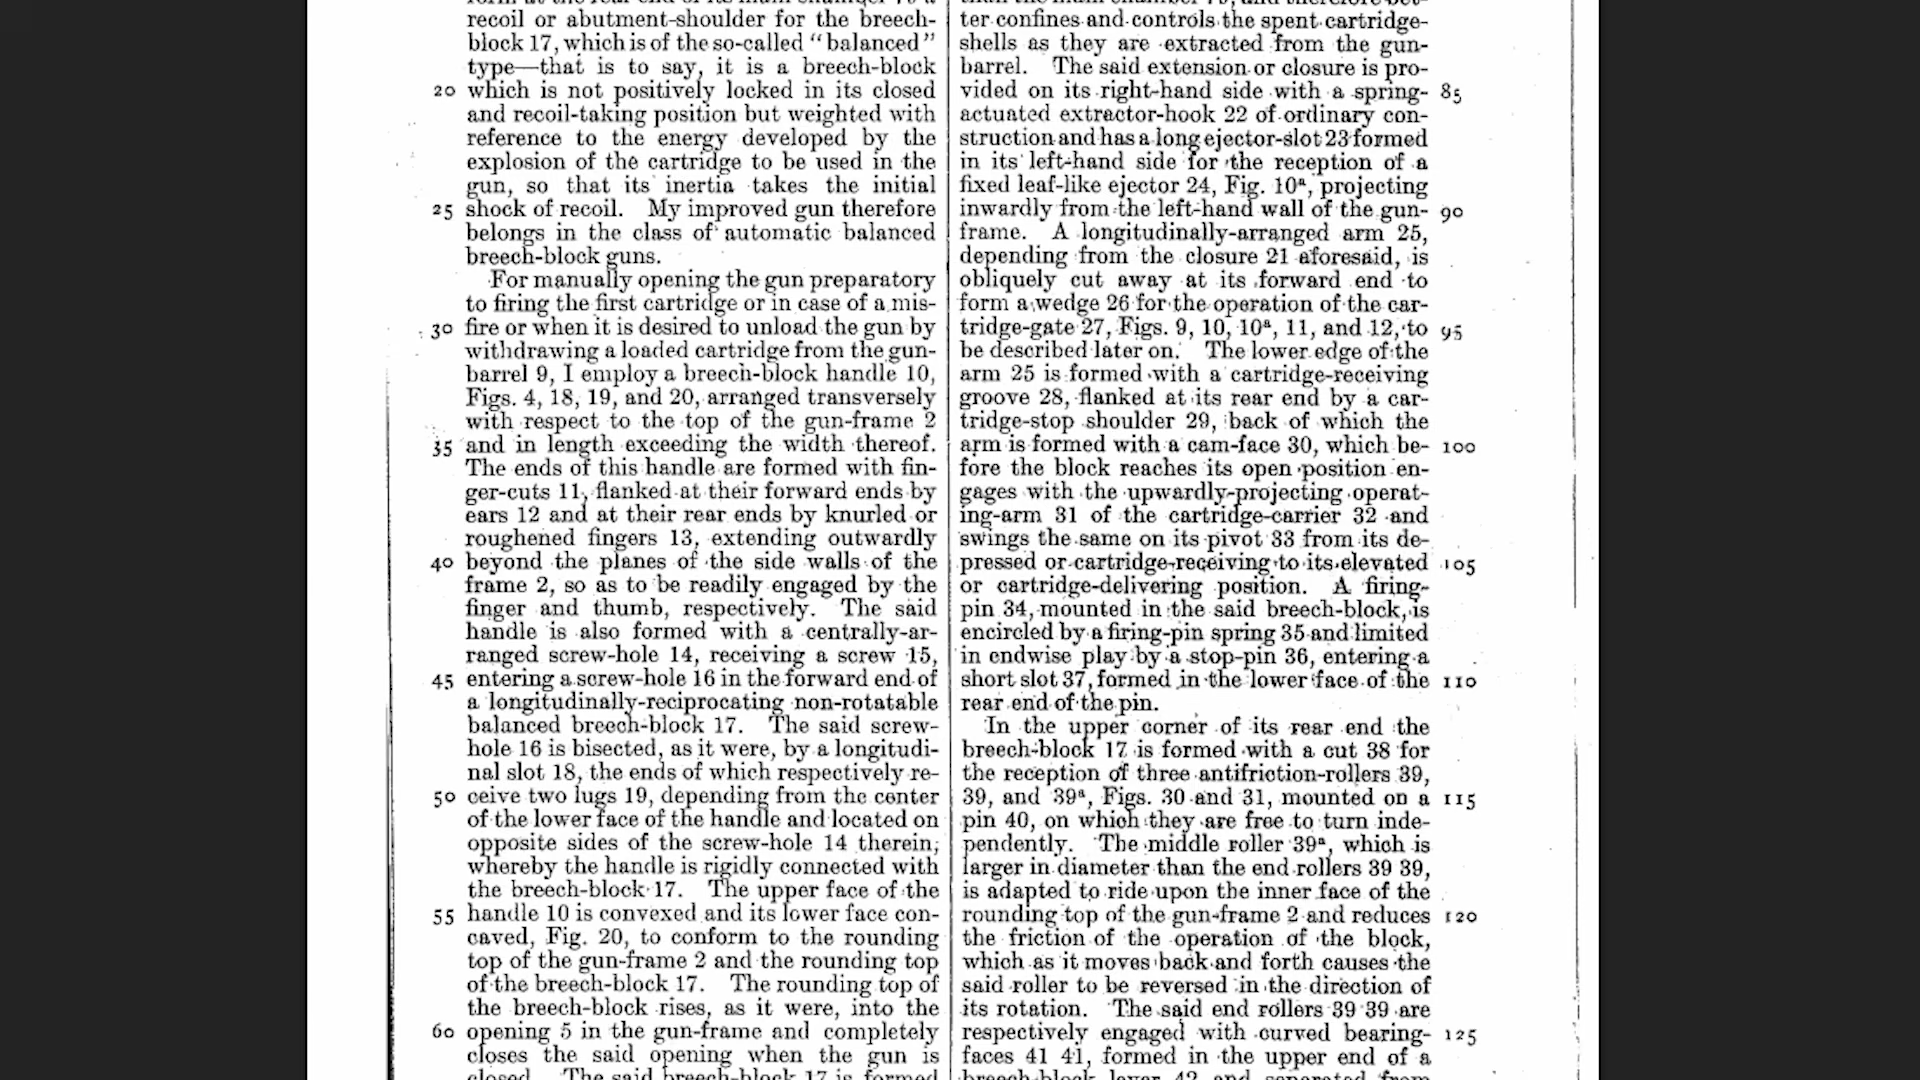 recoil or abutment-shoulder for the breech-
block 17, which is of the so-called “balanced”
type—that is to say, it is a breech-block
20 which is not positively locked in its closed
and recoil-taking position but weighted with
reference to the energy developed by the
explosion of the cartridge to be used in the
gun, so that its inertia takes the initial
25 shock of recoil. My improved gun therefore
belongs in the class of automatic balanced
breech-block guns.
For manually opening the gun preparatory
to firing the first cartridge or in case of a mis-
30 fire or when it is desired to unload the gun by
withdrawing a loaded cartridge from the gun-
barrel 9, I employ a breech-block handle 10,
Figs. 4, 18, 19, and 20, arranged transversely
with respect to the top of the gun-frame 2
35 and in length exceeding the width thereof.
The ends of this handle are formed with fin-
ger-cuts 11, flanked at their forward ends by
ears 12 and at their rear ends by knurled or
roughened fingers 13, extending outwardly
40 beyond the planes of the side walls of the
frame 2, so as to be readily engaged by the
finger and thumb, respectively. The said
handle is also formed with a centrally-ar-
ranged screw-hole 14, receiving a screw 15,
45 entering a screw-hole 16 in the forward end of
a longitudinally-reciprocating non-rotatable
balanced breech-block 17. The said screw-
hole 16 is bisected, as it were, by a longitudi-
nal slot 18, the ends of which respectively re-
50 ceive two lugs 19, depending from the center
of the lower face of the handle and located on
opposite sides of the screw-hole 14 therein,
whereby the handle is rigidly connected with
the breech-block 17. The upper face of the
55 handle 10 is convexed and its lower face con-
caved, Fig. 20, to conform to the rounding
top of the gun-frame 2 and the rounding top
of the breech-block 17. The rounding top of
the breech-block rises, as it were, into the
60 opening 5 in the gun-frame and completely
closes the said opening when the gun is
closed. The said breech-block 17 is formed
ter confines and controls the spent cartridge-
shells as they are extracted from the gun-
barrel. The said extension or closure is pro-
vided on its right-hand side with a spring- 85
actuated extractor-hook 22 of ordinary con-
struction and has a long ejector-slot 23 formed
in its left-hand side for the reception of a
fixed leaf-like ejector 24, Fig. 10ª, projecting
inwardly from the left-hand wall of the gun- 90
frame. A longitudinally-arranged arm 25,
depending from the closure 21 aforesaid, is
obliquely cut away at its forward end to
form a wedge 26 for the operation of the car-
tridge-gate 27, Figs. 9, 10, 10ª, 11, and 12, to 95
be described later on. The lower edge of the
arm 25 is formed with a cartridge-receiving
groove 28, flanked at its rear end by a car-
tridge-stop shoulder 29, back of which the
arm is formed with a cam-face 30, which be- 100
fore the block reaches its open position en-
gages with the upwardly-projecting operat-
ing-arm 31 of the cartridge-carrier 32 and
swings the same on its pivot 33 from its de-
pressed or cartridge-receiving to its elevated 105
or cartridge-delivering position. A firing-
pin 34, mounted in the said breech-block, is
encircled by a firing-pin spring 35 and limited
in endwise play by a stop-pin 36, entering a
short slot 37, formed in the lower face of the 110
rear end of the pin.
In the upper corner of its rear end the
breech-block 17 is formed with a cut 38 for
the reception of three antifriction-rollers 39,
39, and 39ª, Figs. 30 and 31, mounted on a 115
pin 40, on which they are free to turn inde-
pendently. The middle roller 39ª, which is
larger in diameter than the end rollers 39 39,
is adapted to ride upon the inner face of the
rounding top of the gun-frame 2 and reduces 120
the friction of the operation of the block,
which as it moves back and forth causes the
said roller to be reversed in the direction of
its rotation. The said end rollers 39 39 are
respectively engaged with curved bearing- 125
faces 41 41, formed in the upper end of a